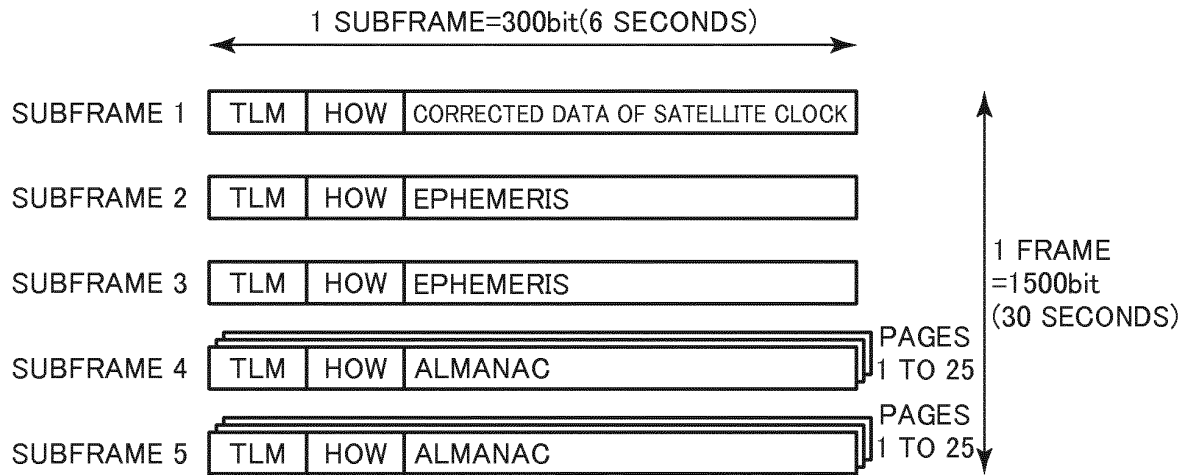 1 SUBFRAME=300bit(6 SECONDS)
SUBFRAME 1 TLM HOW CORRECTED DATA OF SATELLITE CLOCK
SUBFRAME 2 TLM HOW EPHEMERIS
SUBFRAME 3 TLM HOW EPHEMERIS
1 FRAME
=1500bit
(30 SECONDS)
SUBFRAME 4 TLM HOW ALMANAC
PAGES
1 TO 25
SUBFRAME 5 TLM HOW ALMANAC
PAGES
1 TO 25